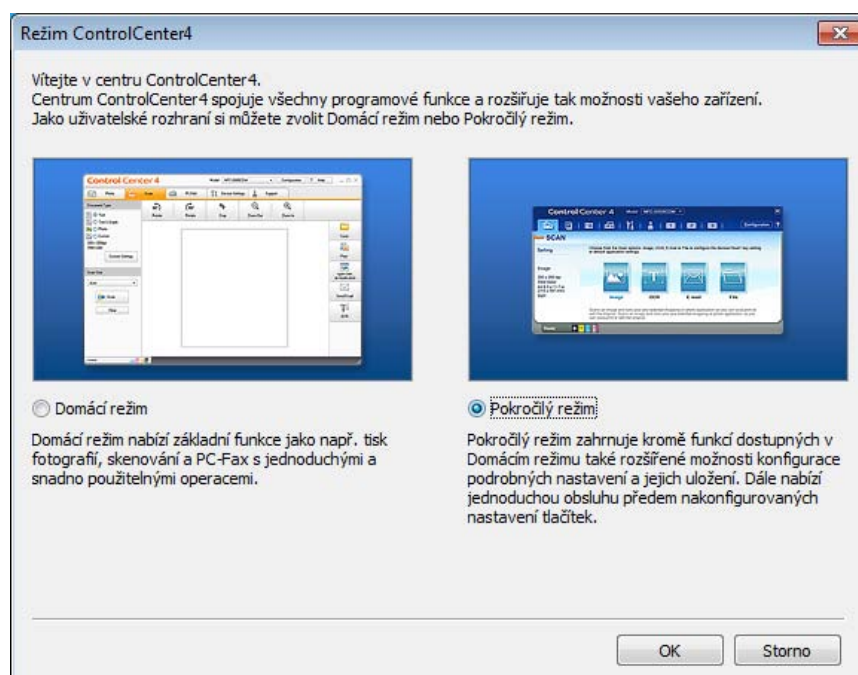 Režim ControlCenter4
Vítejte v centru ControlCenter4.
Centrum ControlCenter4 spojuje všechny programové funkce a rozšiřuje tak možnosti vašeho zařízení.
Jako uživatelské rozhraní si můžete zvolit Domácí režim nebo Pokročilý režim.
Control Center 4
Control Center 4
SCAN
Image
OCR
E-mail
File
Domácí režim
Domácí režim nabízí základní funkce jako např. tisk
fotografií, skenování a PC-Fax s jednoduchými a
snadno použitelnými operacemi.
Pokročilý režim
Pokročilý režim zahrnuje kromě funkcí dostupných v
Domácím režimu také rozšířené možnosti konfigurace
podrobných nastavení a jejich uložení. Dále nabízí
jednoduchou obsluhu předem nakonfigurovaných
nastavení tlačítek.
OK
Storno